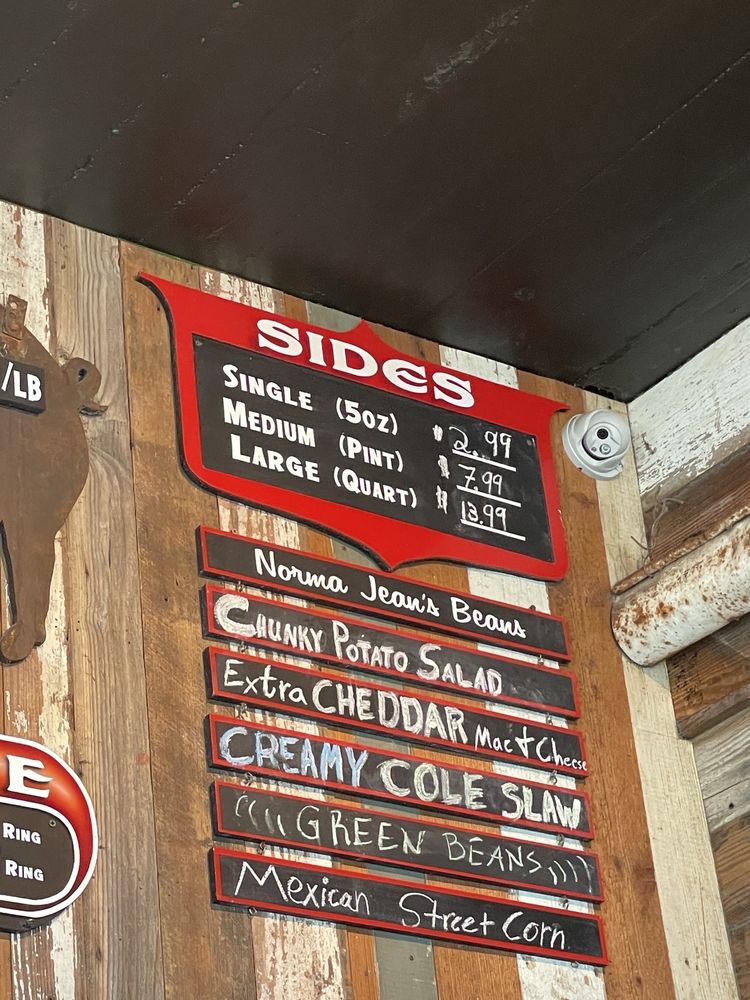 SIDES
SINGLE (5OZ) $2.99
MEDIUM (PINT) $7.99
LARGE (QUART) $13.99
/LB
Norma Jean's Beans
CHUNKY POTATO SALAD
Extra CHEDDAR Mac & Cheese
CREAMY COLE SLAW
GREEN BEANS
Mexican Street Corn
E
RING
RING